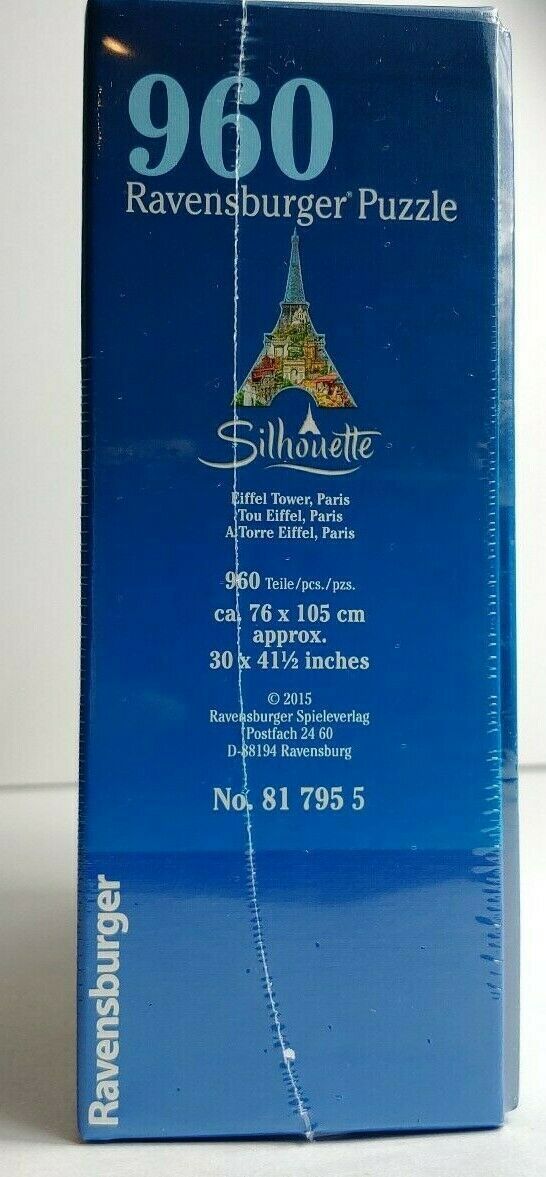 960
Ravensburger® Puzzle
Silhouette
Eiffel Tower, Paris
Tou Eiffel, Paris
A Torre Eiffel, Paris
960 Teile/pcs./pzs.
ca. 76 x 105 cm
approx.
30 x 41½ inches
© 2015
Ravensburger Spieleverlag
Postfach 24 60
D-88194 Ravensburg
No. 81 795 5
Ravensburger